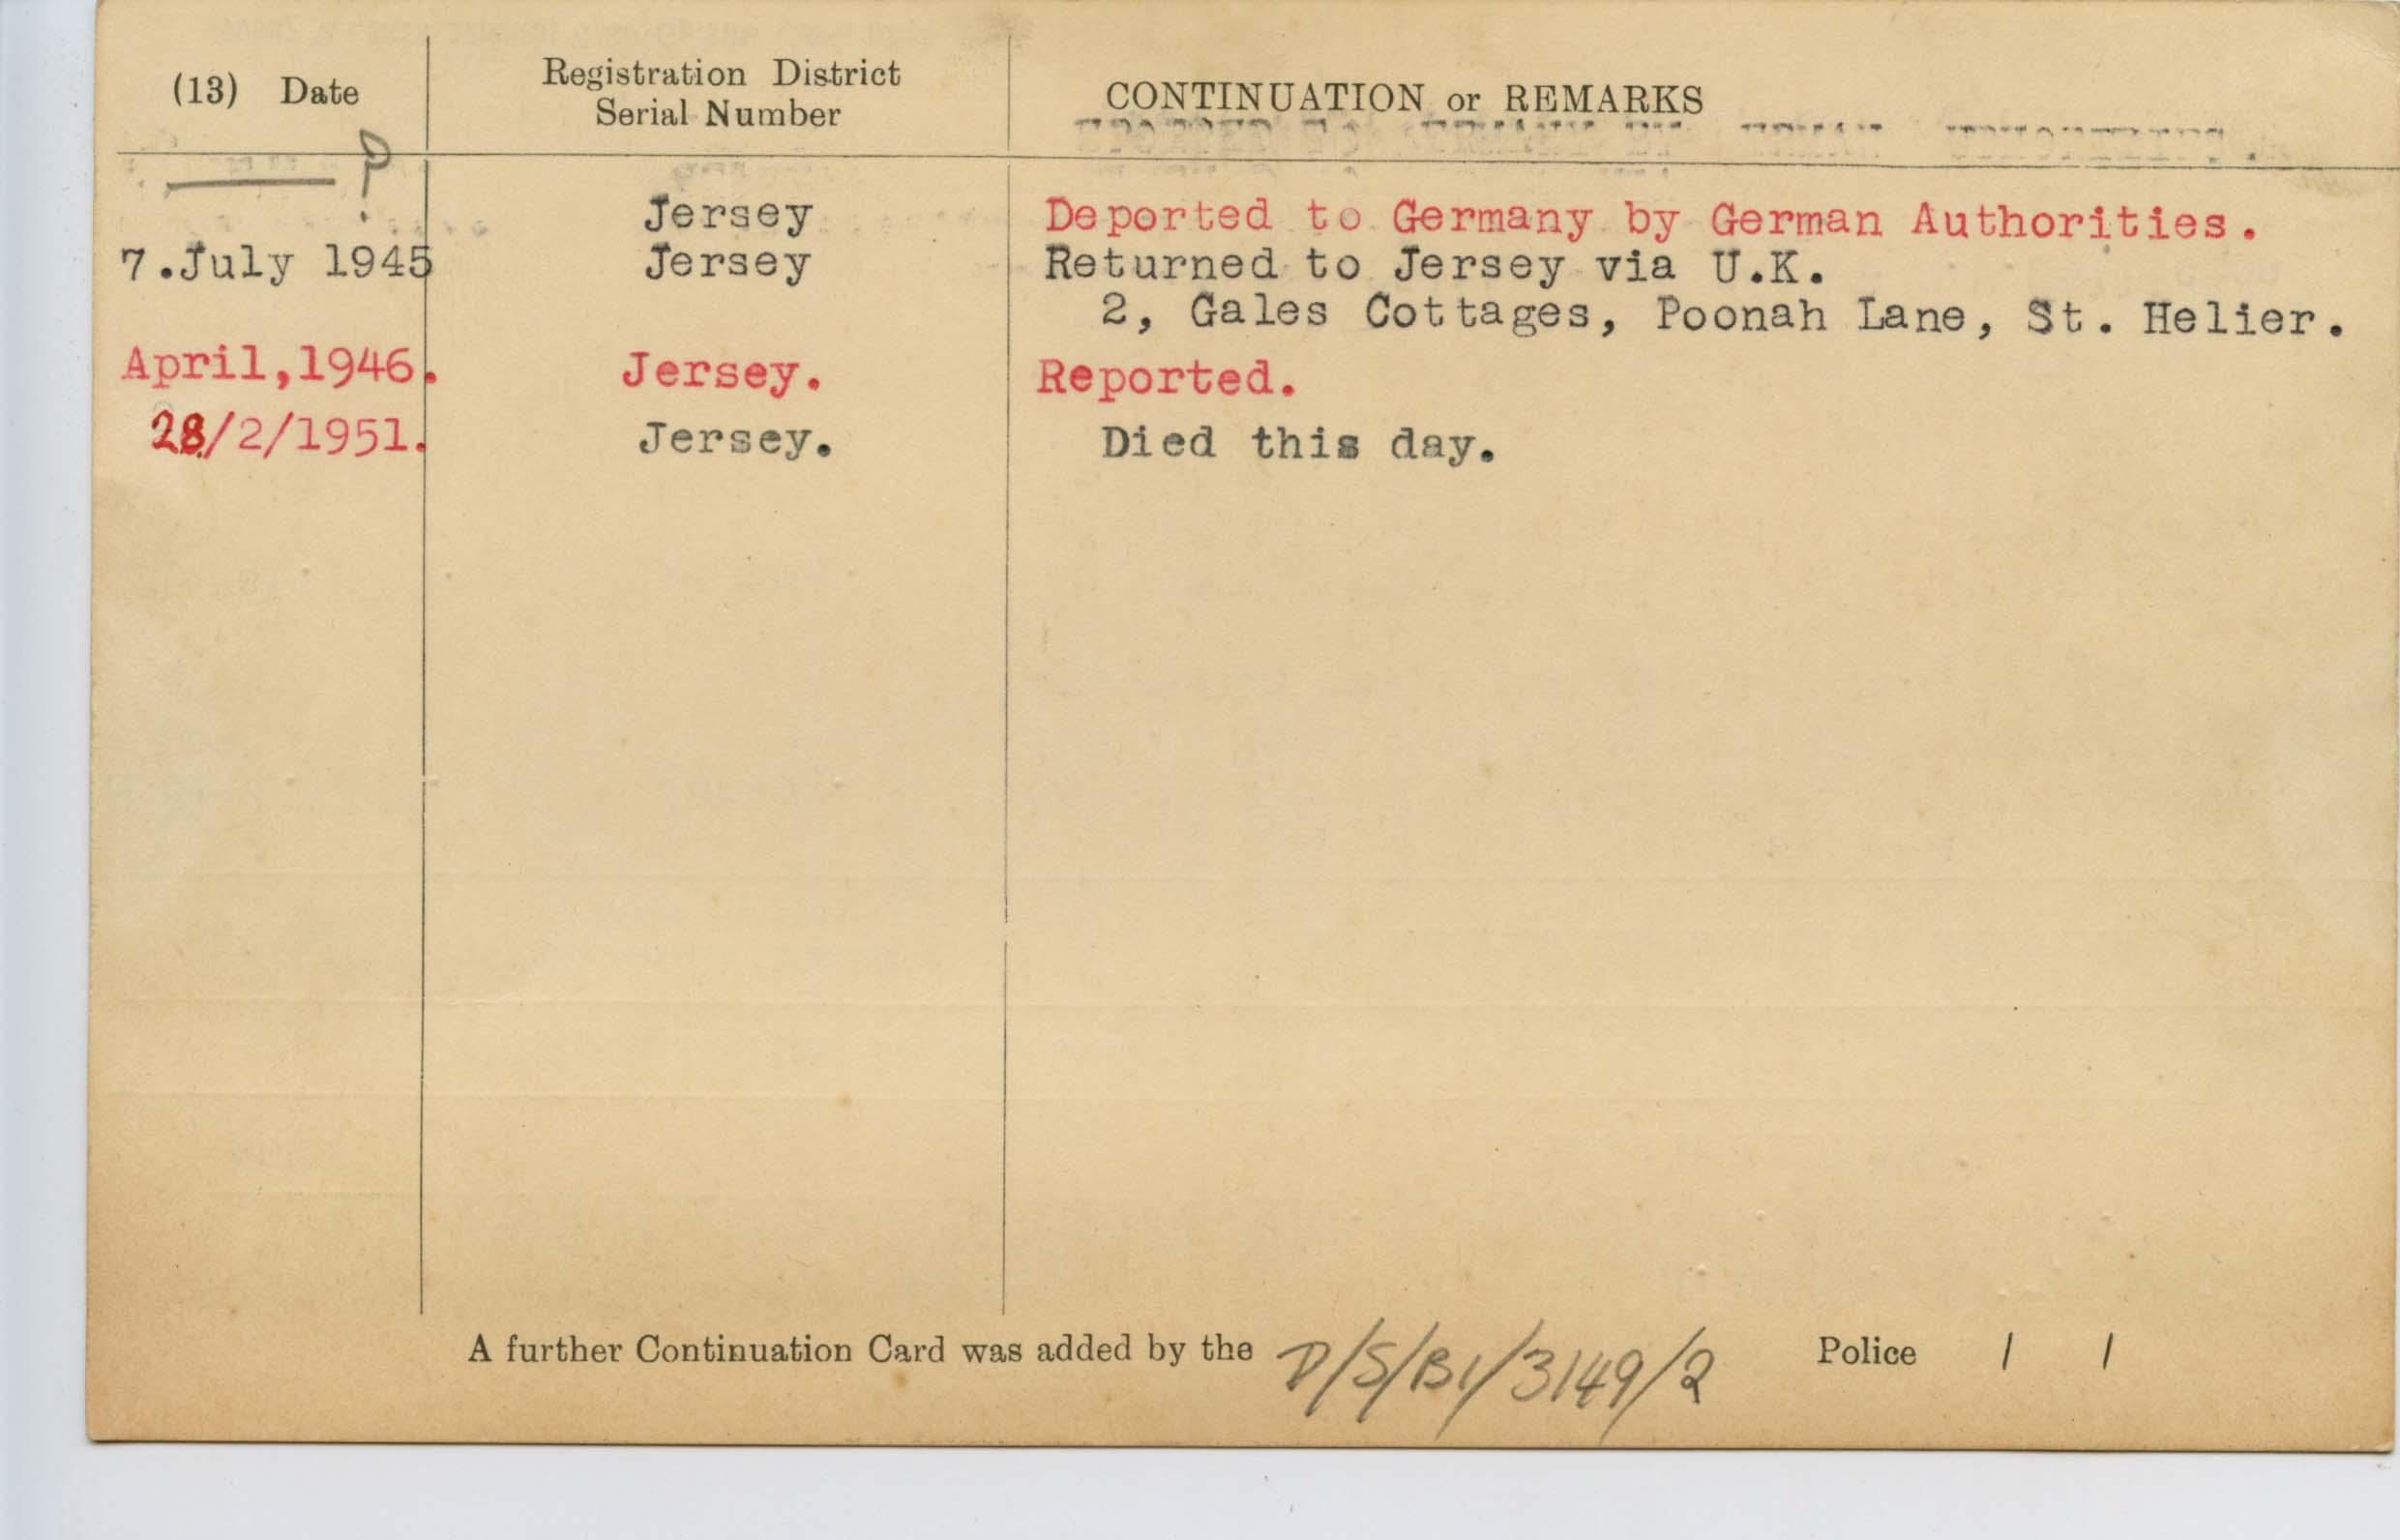 (13) Date
Registration District
Serial Number
CONTINUATION or REMARKS
?
Jersey Deported to Germany by German Authorities.
7.July 1945 Jersey Returned to Jersey via U.K.
2, Gales Cottages, Poonah Lane, St. Helier.
April,1946. Jersey. Reported.
28/2/1951. Jersey. Died this day.
A further Continuation Card was added by the D/S/B1/3149/2 Police / /